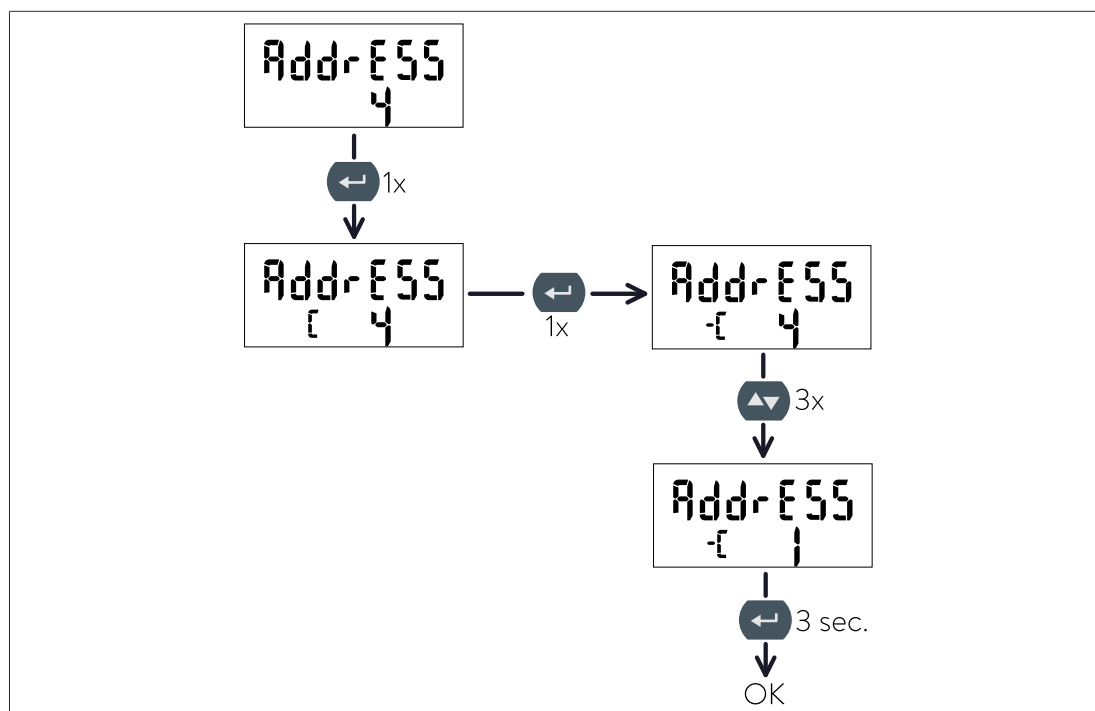 AddrESS
4
1x
AddrESS
[ 4
1x
AddrESS
-[ 4
3x
AddrESS
-[ 1
3 sec.
OK